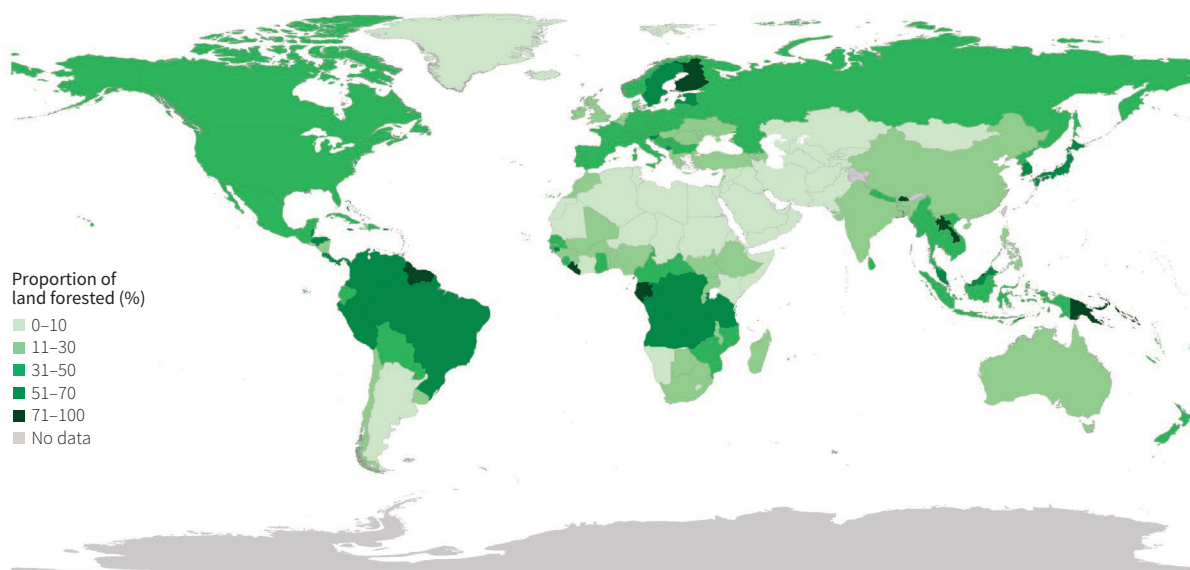 Proportion of
land forested (%)
0–10
11–30
31–50
51–70
71–100
No data